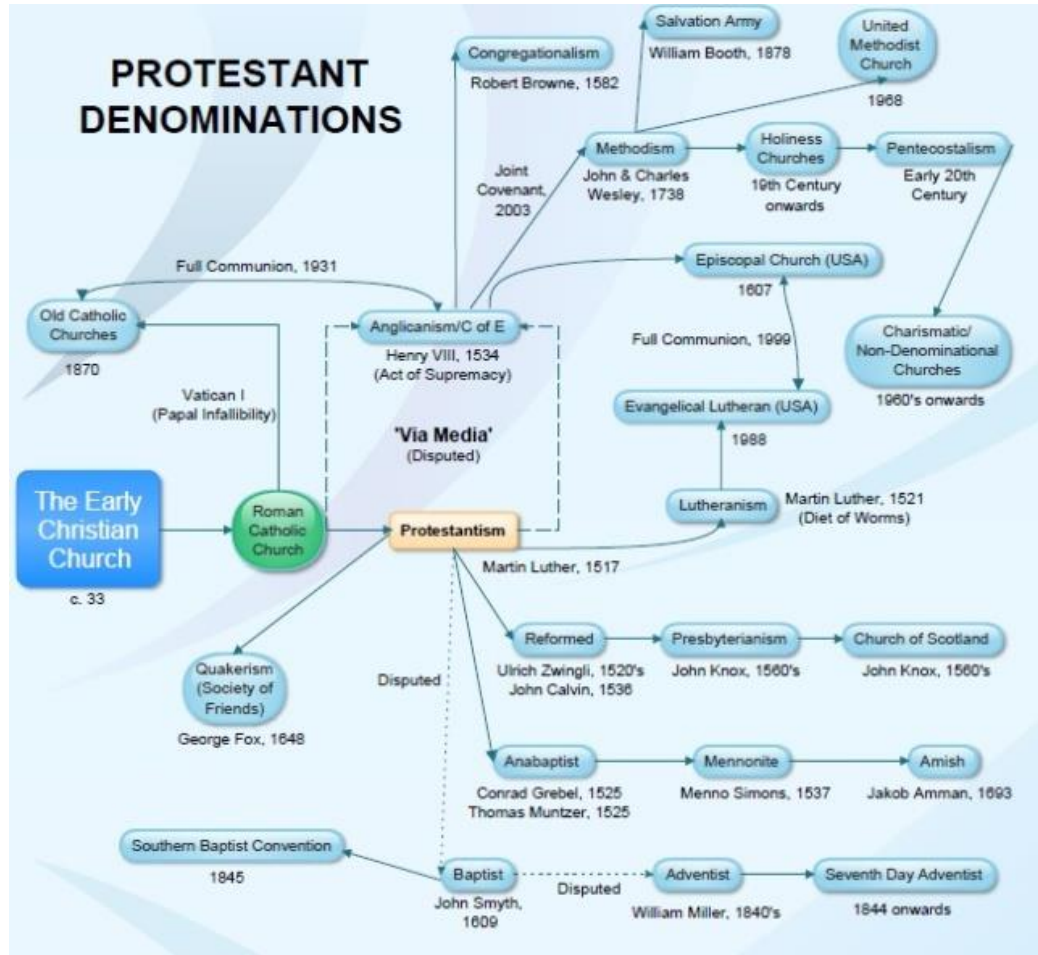 PROTESTANT
DENOMINATIONS
Congregationalism
Robert Browne, 1582
Salvation Army
William Booth, 1878
United
Methodist
Church
1968
Joint
Covenant,
2003
Methodism
John & Charles
Wesley, 1738
Holiness
Churches
19th Century
onwards
Pentecostalism
Early 20th
Century
Full Communion, 1931
Episcopal Church (USA)
1607
Old Catholic
Churches
1870
Anglicanism/C of E
Henry VIII, 1534
(Act of Supremacy)
Full Communion, 1999
Charismatic/
Non-Denominational
Churches
1960's onwards
Vatican I
(Papal Infallibility)
'Via Media'
(Disputed)
Evangelical Lutheran (USA)
1988
The Early
Christian
Church
c. 33
Roman
Catholic
Church
Protestantism
Lutheranism
Martin Luther, 1521
(Diet of Worms)
Martin Luther, 1517
Quakerism
(Society of
Friends)
George Fox, 1648
Disputed
Reformed
Ulrich Zwingli, 1520's
John Calvin, 1536
Presbyterianism
John Knox, 1560's
Church of Scotland
John Knox, 1560's
Anabaptist
Conrad Grebel, 1525
Thomas Muntzer, 1525
Mennonite
Menno Simons, 1537
Amish
Jakob Amman, 1693
Southern Baptist Convention
1845
Baptist
John Smyth,
1609
Disputed
Adventist
William Miller, 1840's
Seventh Day Adventist
1844 onwards